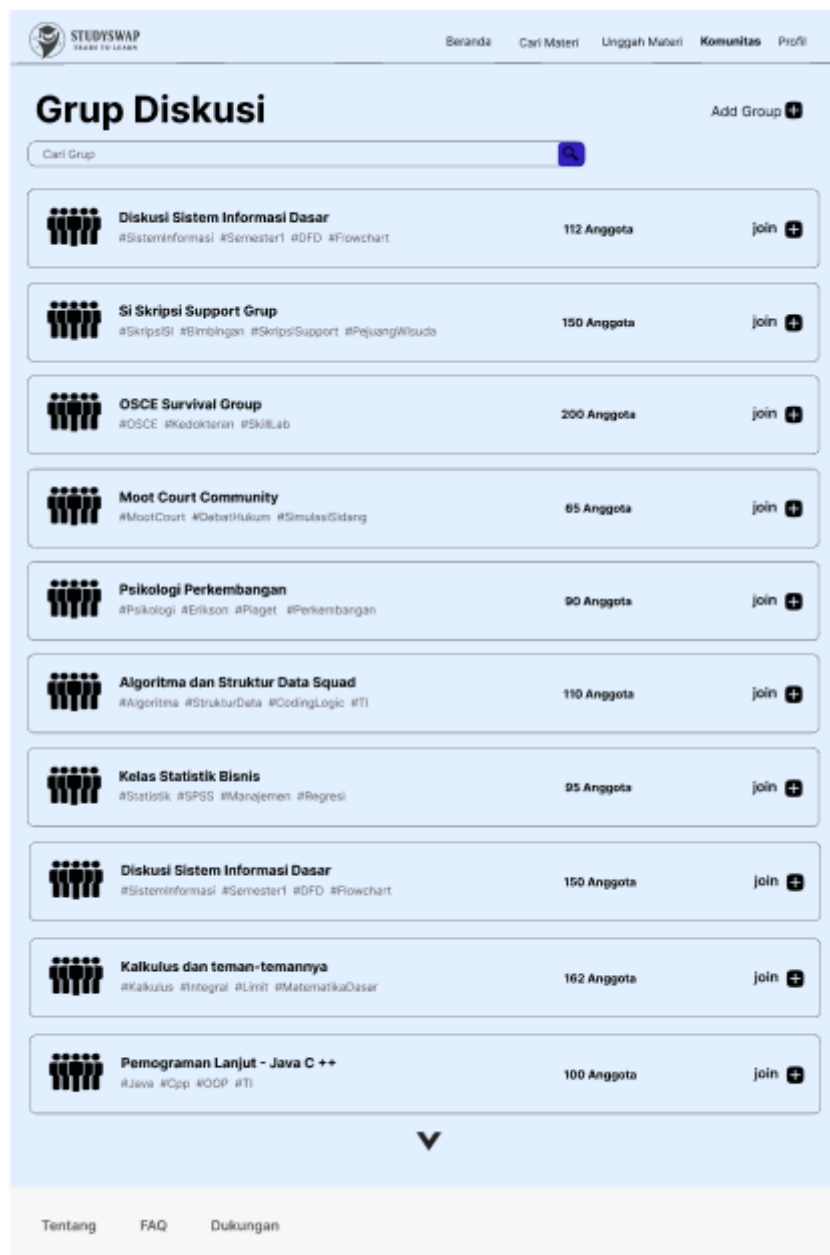 STUDYSWAP
TRADE TO LEARN
Beranda Cari Materi Unggah Materi Komunitas Profil
Grup Diskusi
Add Group
Cari Grup
Diskusi Sistem Informasi Dasar
#SistemInformasi #Semester1 #DFD #Flowchart
112 Anggota
join
Si Skripsi Support Grup
#SkripsiSI #Bimbingan #SkripsiSupport #PejuangWisuda
150 Anggota
join
OSCE Survival Group
#OSCE #Kedokteran #SkillLab
200 Anggota
join
Moot Court Community
#MootCourt #DebatHukum #SimulasiSidang
65 Anggota
join
Psikologi Perkembangan
#Psikologi #Erikson #Piaget #Perkembangan
90 Anggota
join
Algoritma dan Struktur Data Squad
#Algoritma #StrukturData #CodingLogic #TI
110 Anggota
join
Kelas Statistik Bisnis
#Statistik #SPSS #Manajemen #Regresi
95 Anggota
join
Diskusi Sistem Informasi Dasar
#SistemInformasi #Semester1 #DFD #Flowchart
150 Anggota
join
Kalkulus dan teman-temannya
#Kalkulus #Integral #Limit #MatematikaDasar
162 Anggota
join
Pemograman Lanjut - Java C ++
#Java #Cpp #OOP #TI
100 Anggota
join
Tentang FAQ Dukungan